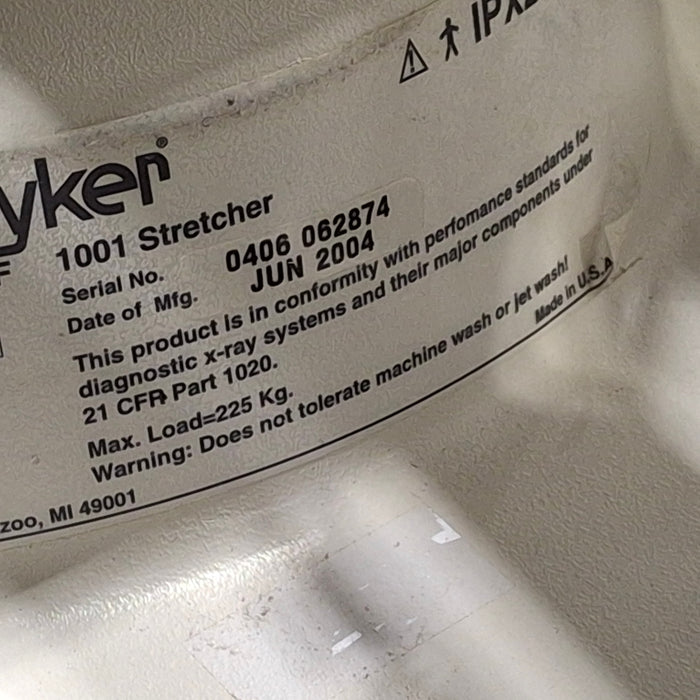 IPX
yker®
1001 Stretcher
Serial No. 0406 062874
Date of Mfg. JUN 2004
This product is in conformity with perfomance standards for
diagnostic x-ray systems and their major components under
21 CFR Part 1020.
Max. Load=225 Kg.
Warning: Does not tolerate machine wash or jet wash!
Made in U.S.A
zoo, MI 49001